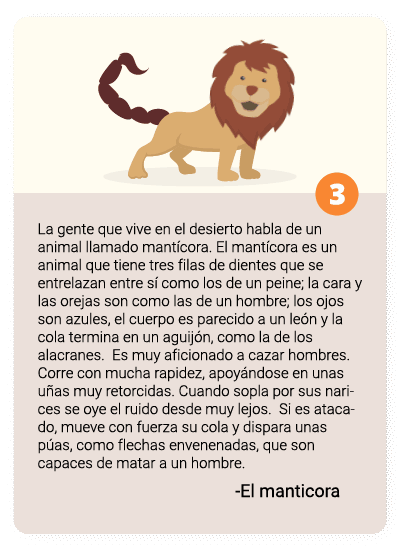 3
La gente que vive en el desierto habla de un
animal llamado mantícora. El mantícora es un
animal que tiene tres filas de dientes que se
entrelazan entre sí como los de un peine; la cara y
las orejas son como las de un hombre; los ojos
son azules, el cuerpo es parecido a un león y la
cola termina en un aguijón, como la de los
alacranes.  Es muy aficionado a cazar hombres.
Corre con mucha rapidez, apoyándose en unas
uñas muy retorcidas. Cuando sopla por sus nari-
ces se oye el ruido desde muy lejos.  Si es ataca-
do, mueve con fuerza su cola y dispara unas
púas, como flechas envenenadas, que son
capaces de matar a un hombre.
-El manticora